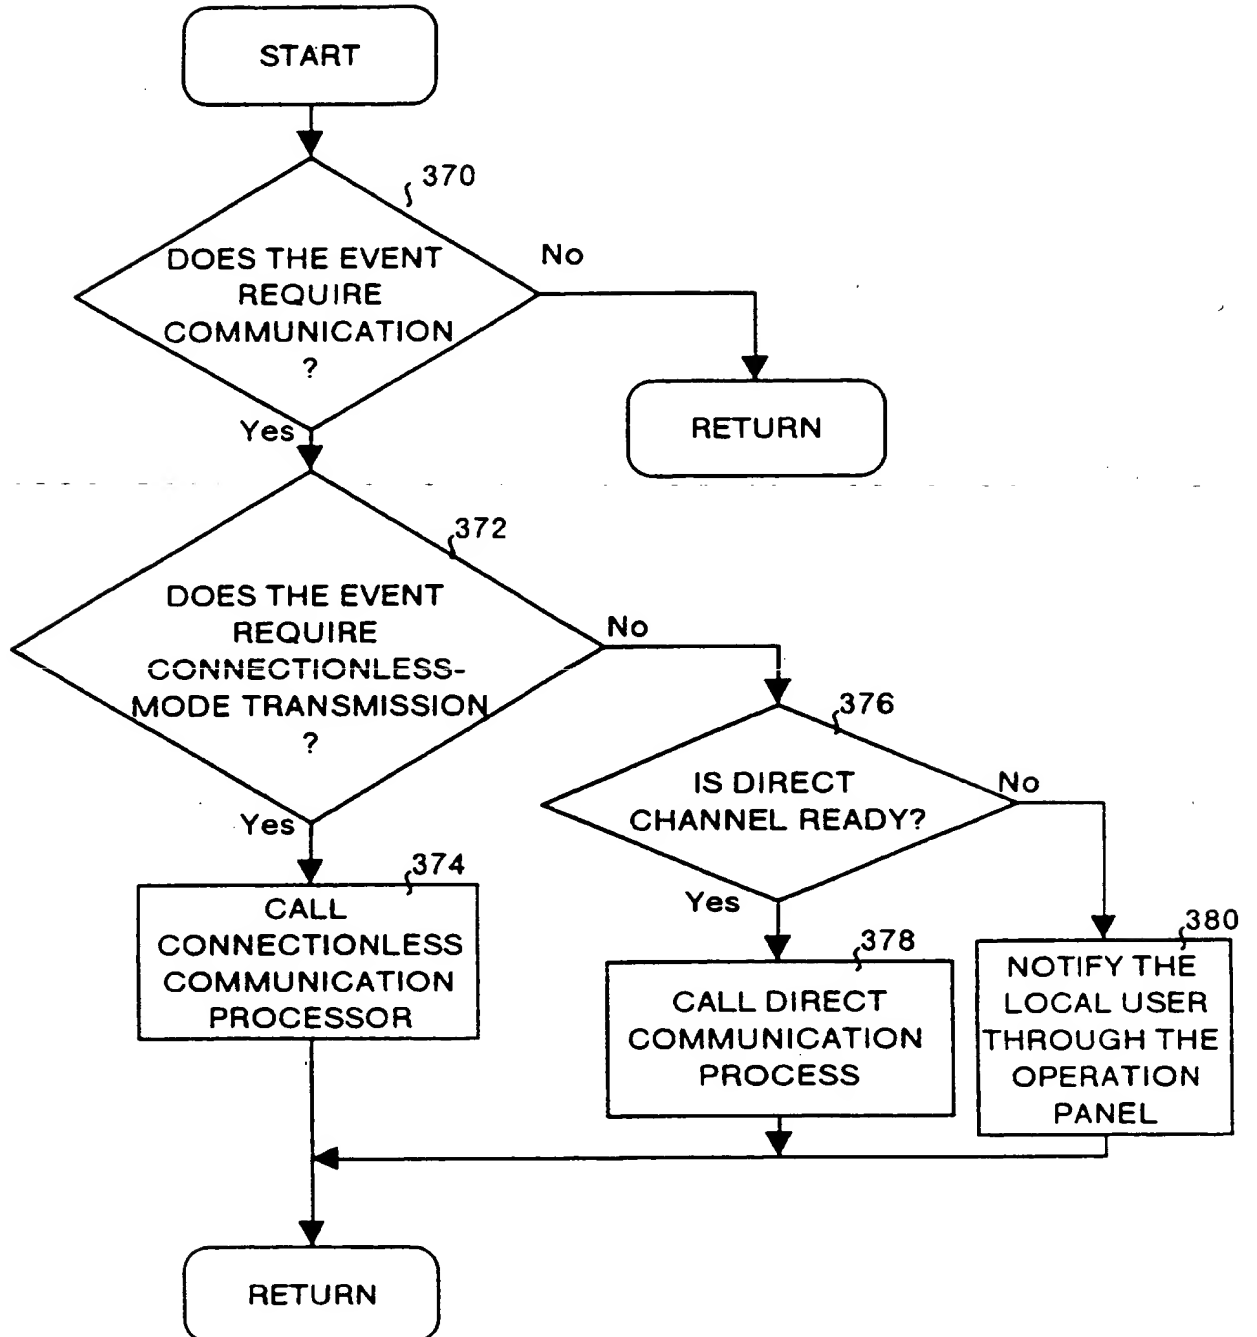 START
370
DOES THE EVENT
REQUIRE
COMMUNICATION
?
No
RETURN
Yes
372
DOES THE EVENT
REQUIRE
CONNECTIONLESS-
MODE TRANSMISSION
?
No
Yes
376
IS DIRECT
CHANNEL READY?
No
Yes
374
CALL
CONNECTIONLESS
COMMUNICATION
PROCESSOR
378
CALL DIRECT
COMMUNICATION
PROCESS
380
NOTIFY THE
LOCAL USER
THROUGH THE
OPERATION
PANEL
RETURN